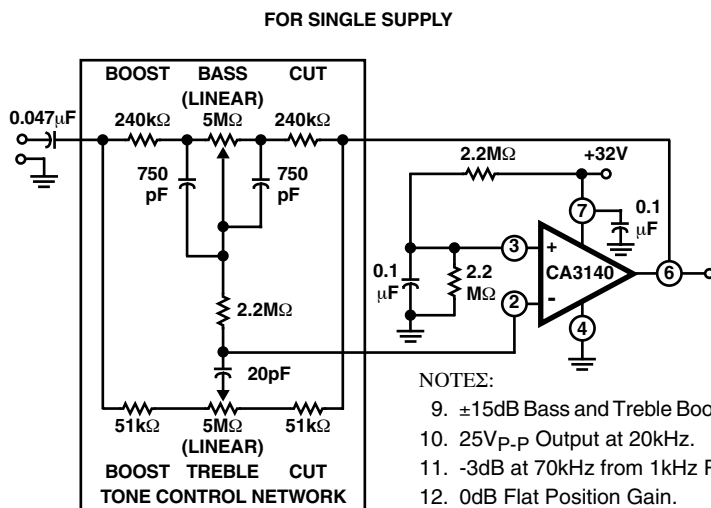 FOR SINGLE SUPPLY
BOOST BASS CUT
(LINEAR)
0.047μF
240kΩ 5MΩ 240kΩ
750
pF
750
pF
2.2MΩ
20pF
51kΩ 5MΩ 51kΩ
(LINEAR)
BOOST TREBLE CUT
TONE CONTROL NETWORK
2.2MΩ
+32V
7
0.1
μF
3
+
CA3140
6
0.1
μF
2.2
MΩ
2
-
4
NOTEΣ:
9. ±15dB Bass and Treble Boo
10. 25VP-P Output at 20kHz.
11. -3dB at 70kHz from 1kHz
12. 0dB Flat Position Gain.